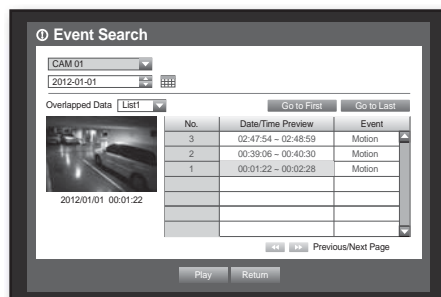 Event Search
CAM 01
2012-01-01
Overlapped Data List1 Go to First Go to Last
No. Date/Time Preview Event
3 02:47:54 ~ 02:48:59 Motion
2 00:39:06 ~ 00:40:30 Motion
1 00:01:22 ~ 00:02:28 Motion
2012/01/01 00:01:22
Previous/Next Page
Play Return